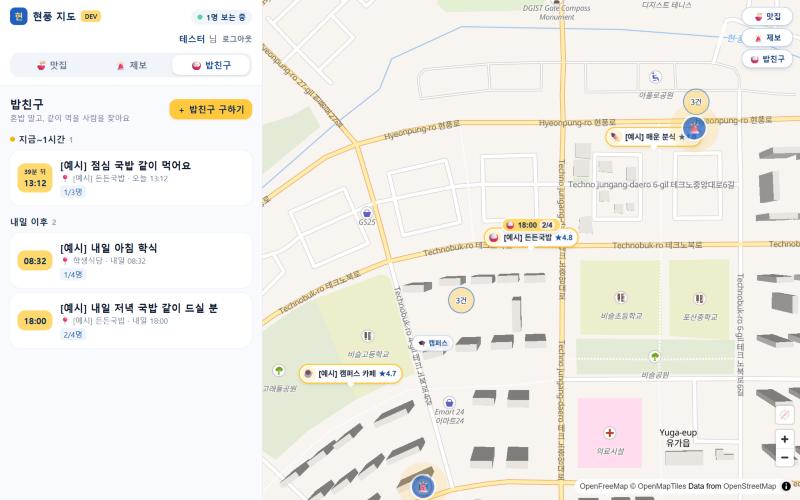 현 현풍 지도 DEV
1명 보는 중
테스터 님 로그아웃
맛집
제보
밥친구
밥친구
혼밥 말고, 같이 먹을 사람을 찾아요
+ 밥친구 구하기
지금~1시간 1
39분 뒤
13:12
[예시] 점심 국밥 같이 먹어요
[예시] 든든국밥 · 오늘 13:12
1/3명
내일 이후 2
08:32
[예시] 내일 아침 학식
학생식당 · 내일 08:32
1/4명
18:00
[예시] 내일 저녁 국밥 같이 드실 분
[예시] 든든국밥 · 내일 18:00
2/4명
DGIST Gate Compass
Monument
디지스트 테니스
맛집
제보
밥친구
아름로공원
3건
Hyeonpung-ro 현풍로
Hyeonpung-ro 현풍로
[예시] 매운 분식
Techno jungang-daero 6-gil 테크노중앙대로6길
GS25
18:00 2/4
[예시] 든든국밥 ★4.8
Technobuk-ro 테크노북로
Technobuk-ro 테크노북로
Technobuk-ro 테크노북로
3건
비슬초등학교
포산중학교
비슬고등학교
캠퍼스
[예시] 캠퍼스 카페 ★4.7
비슬공원
고래들공원
Emart 24
이마트24
Yuga-eup
유가읍
의료시설
+
−
OpenFreeMap © OpenMapTiles Data from OpenStreetMap